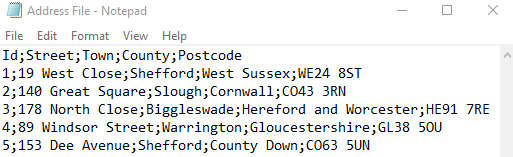 Address File - Notepad
File Edit Format View Help
Id;Street;Town;County;Postcode
1;19 West Close;Shefford;West Sussex;WE24 8ST
2;140 Great Square;Slough;Cornwall;CO43 3RN
3;178 North Close;Biggleswade;Hereford and Worcester;HE91 7RE
4;89 Windsor Street;Warrington;Gloucestershire;GL38 5OU
5;153 Dee Avenue;Shefford;County Down;CO63 5UN